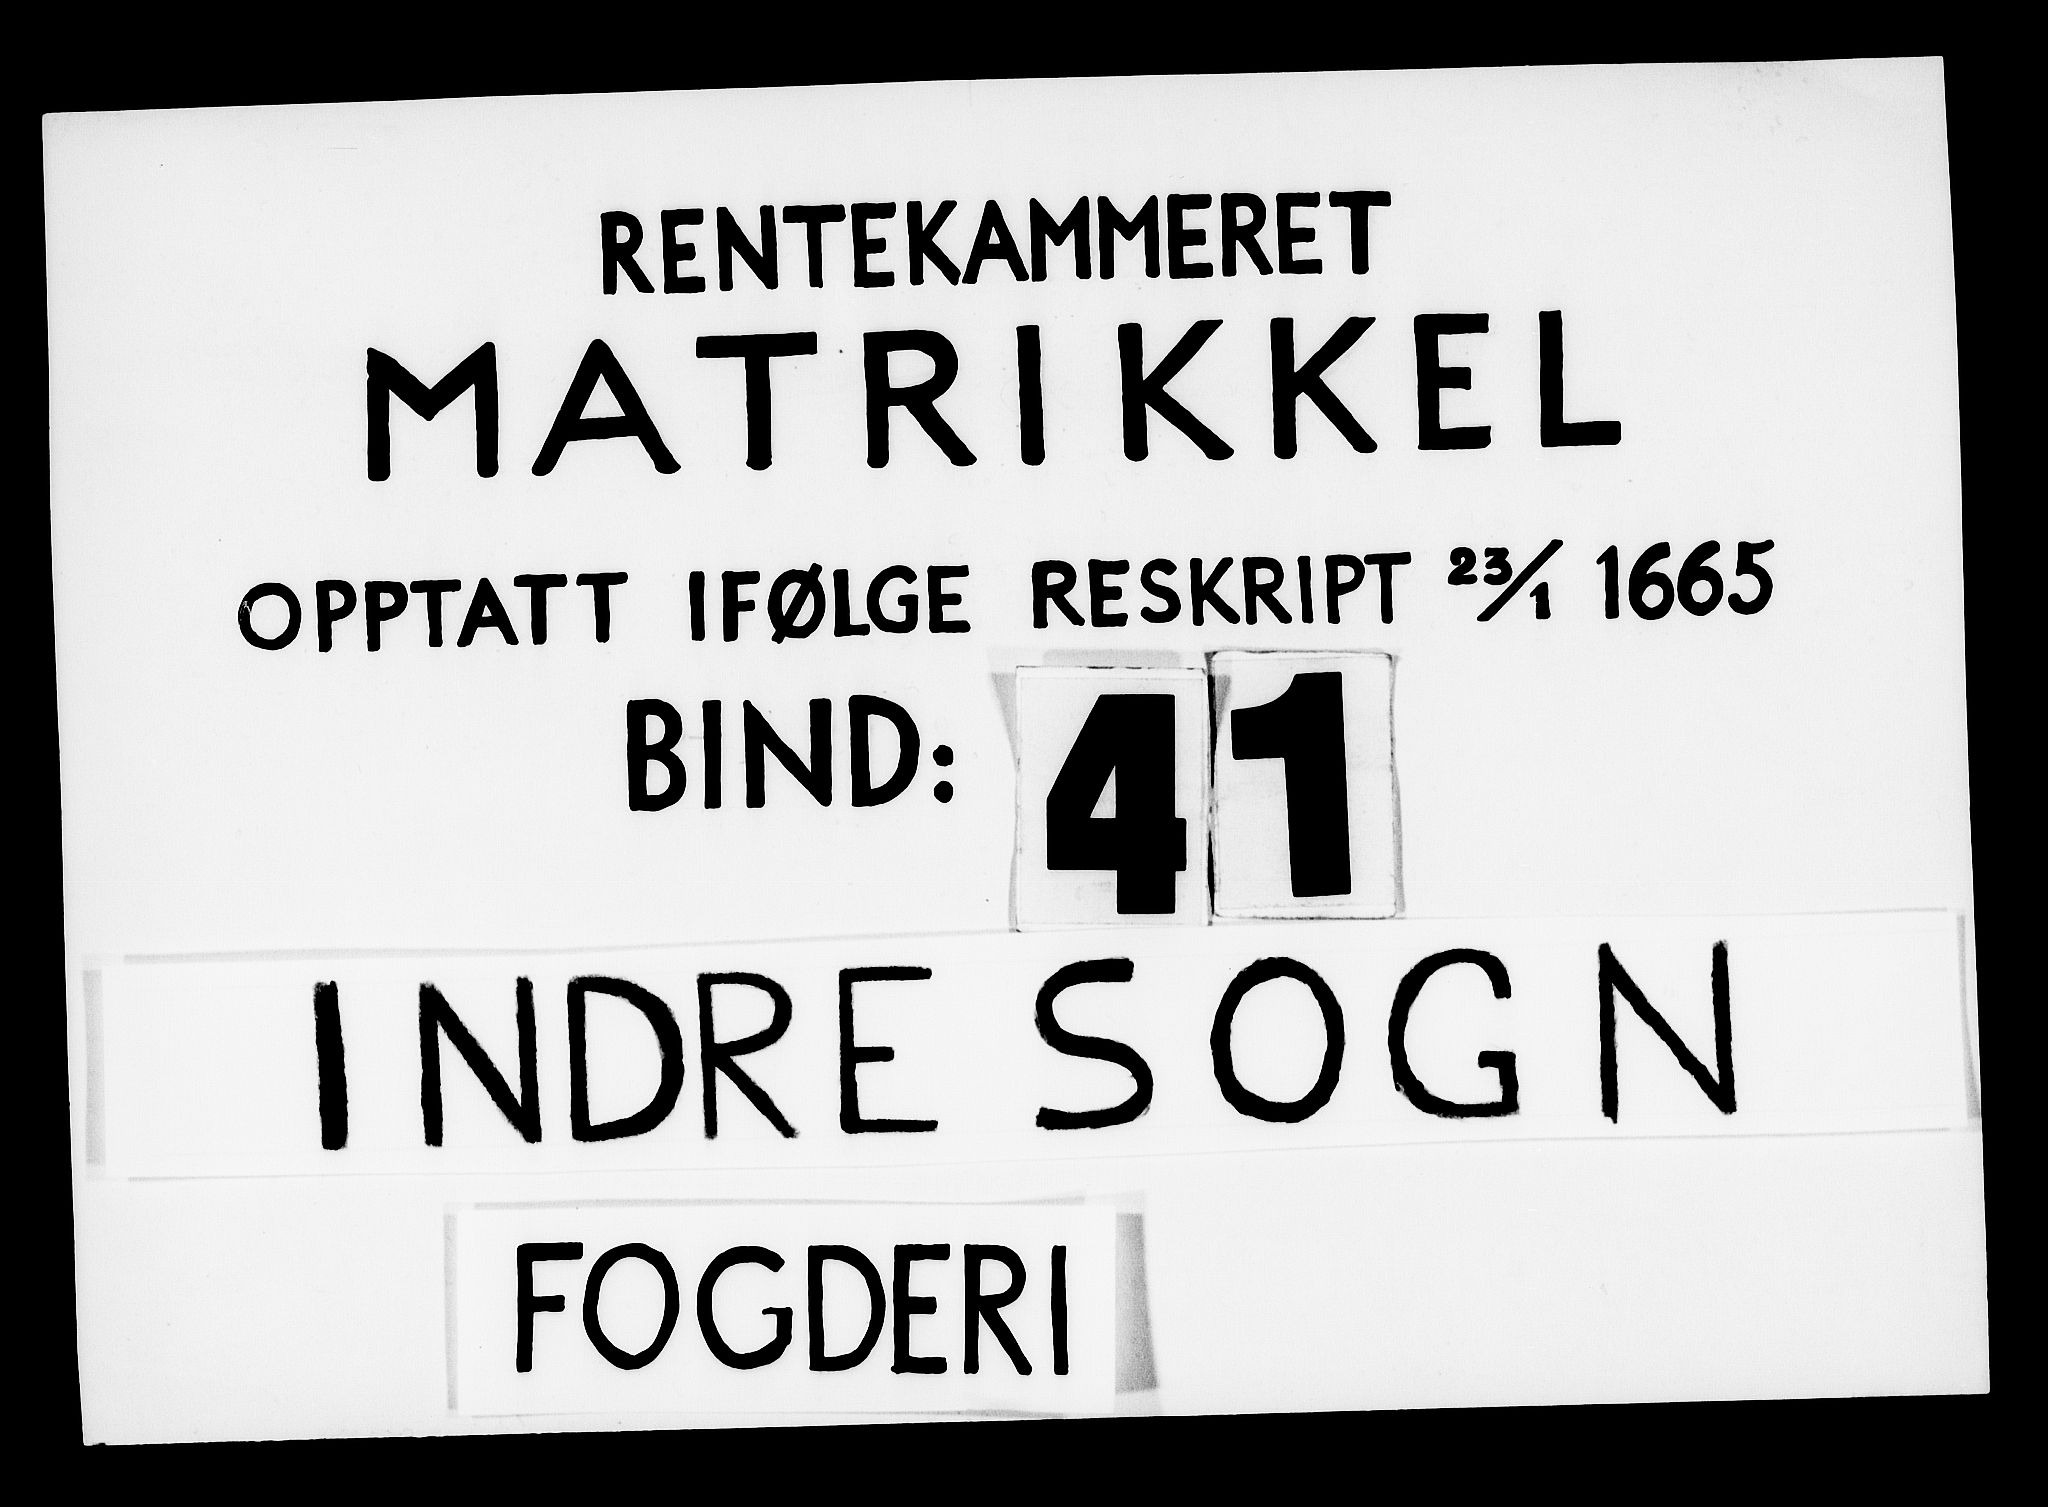 RENTEKAMMERET
MATRIKKEL
OPPTATT IFØLGE RESKRIPT 23/1 1665
BIND: 41
INDRE SOGN
FOGDERI